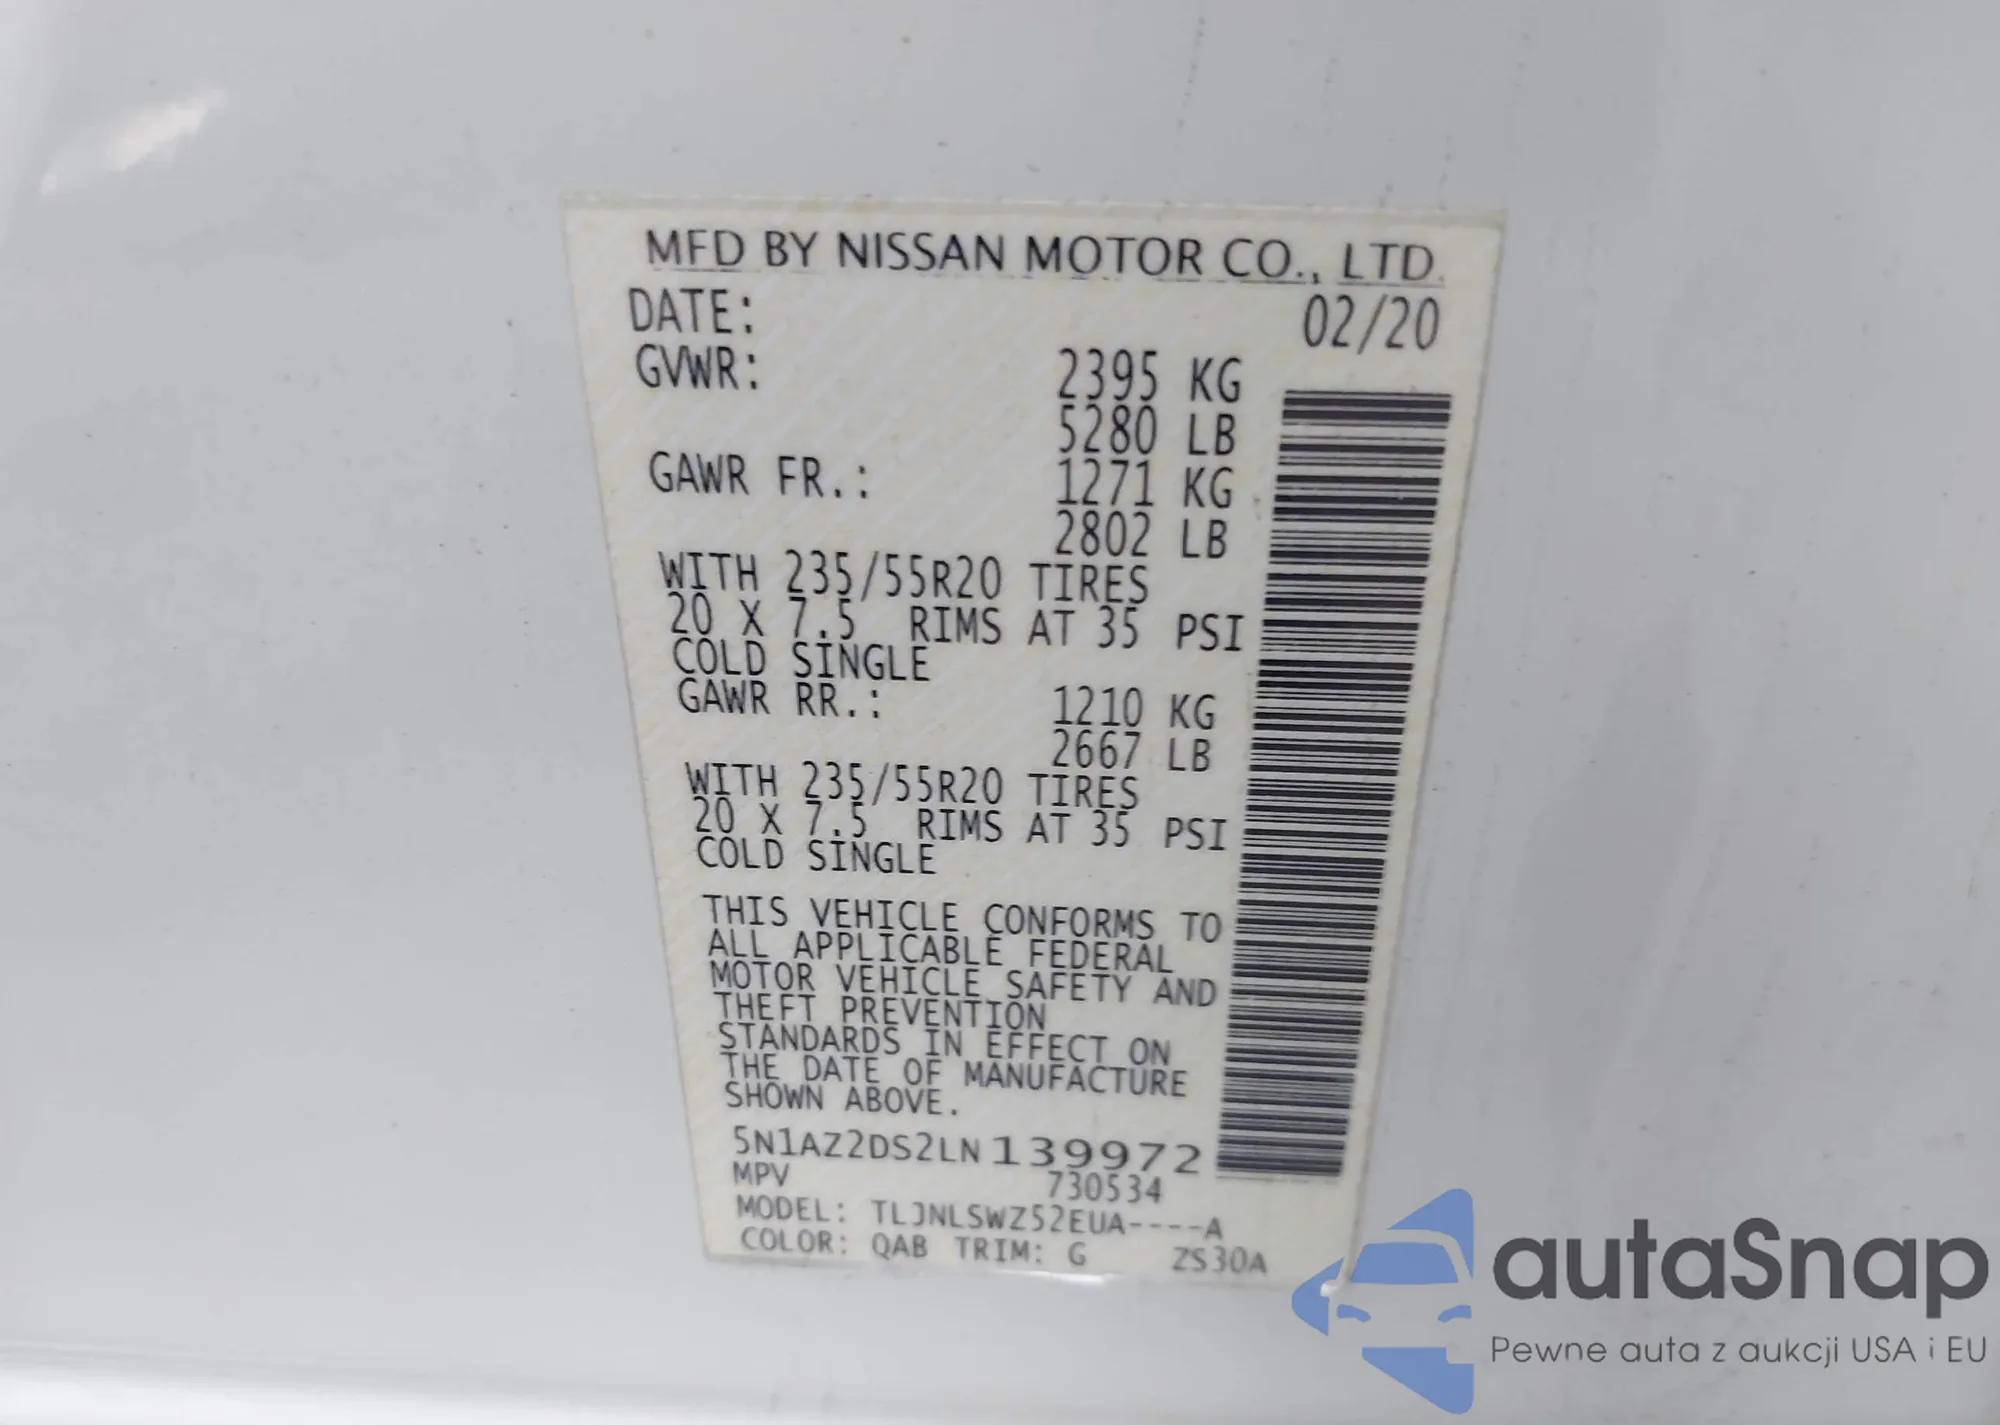 MFD BY NISSAN MOTOR CO., LTD.
DATE: 02/20
GVWR: 2395 KG
5280 LB
GAWR FR.: 1271 KG
2802 LB
WITH 235/55R20 TIRES
20 X 7.5 RIMS AT 35 PSI
COLD SINGLE
GAWR RR.: 1210 KG
2667 LB
WITH 235/55R20 TIRES
20 X 7.5 RIMS AT 35 PSI
COLD SINGLE
THIS VEHICLE CONFORMS TO
ALL APPLICABLE FEDERAL
MOTOR VEHICLE SAFETY AND
THEFT PREVENTION
STANDARDS IN EFFECT ON
THE DATE OF MANUFACTURE
SHOWN ABOVE.
5N1AZ2DS2LN139972
MPV 730534
MODEL: TLJNLSWZ52EUA----A
COLOR: QAB TRIM: G ZS30A
autaSnap
Pewne auta z aukcji USA i EU